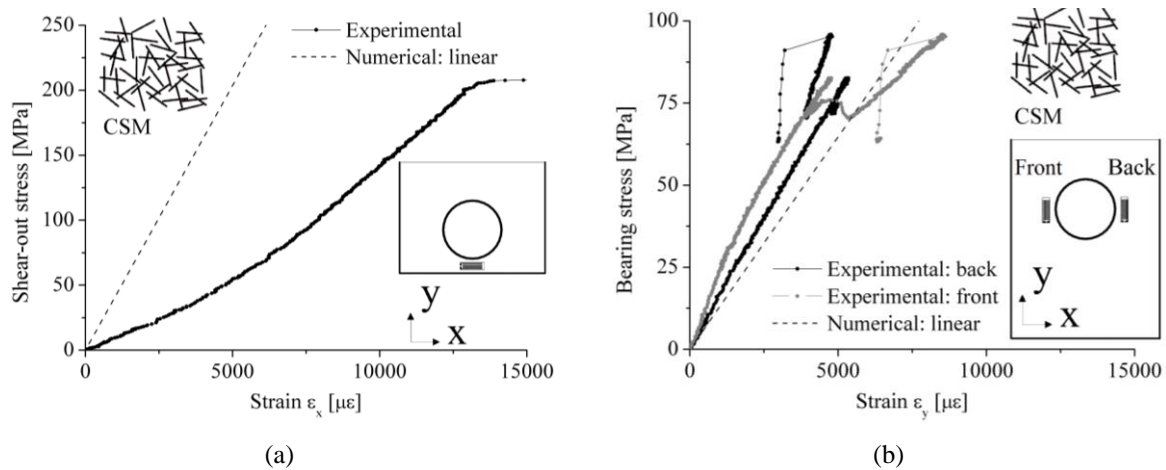 (a)
250
200
150
100
50
0
Shear-out stress [MPa]
CSM
Experimental
Numerical: linear
y
x
0 5000 10000 15000
Strain εx [με]
(a)
(b)
100
75
50
25
0
Bearing stress [MPa]
CSM
Front Back
y
x
Experimental: back
Experimental: front
Numerical: linear
0 5000 10000 15000
Strain εy [με]
(b)